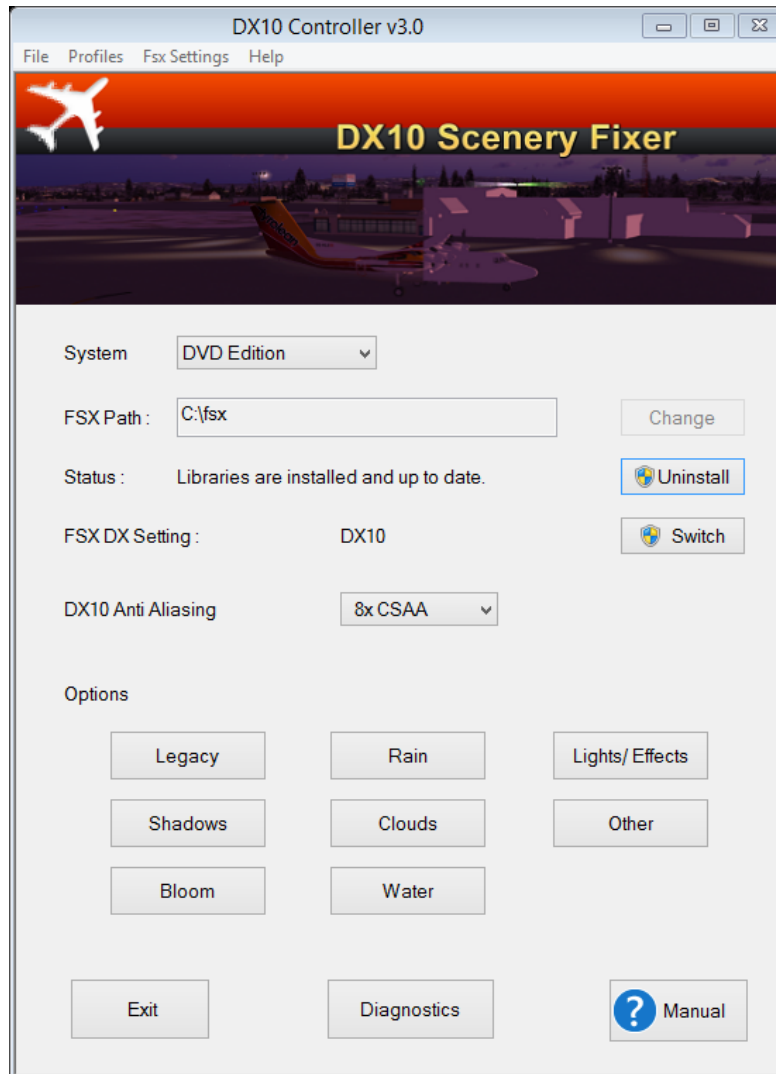 DX10 Controller v3.0
File Profiles Fsx Settings Help
DX10 Scenery Fixer
System DVD Edition
FSX Path : C:\fsx Change
Status : Libraries are installed and up to date. Uninstall
FSX DX Setting : DX10 Switch
DX10 Anti Aliasing 8x CSAA
Options
Legacy Rain Lights/ Effects
Shadows Clouds Other
Bloom Water
Exit Diagnostics ? Manual